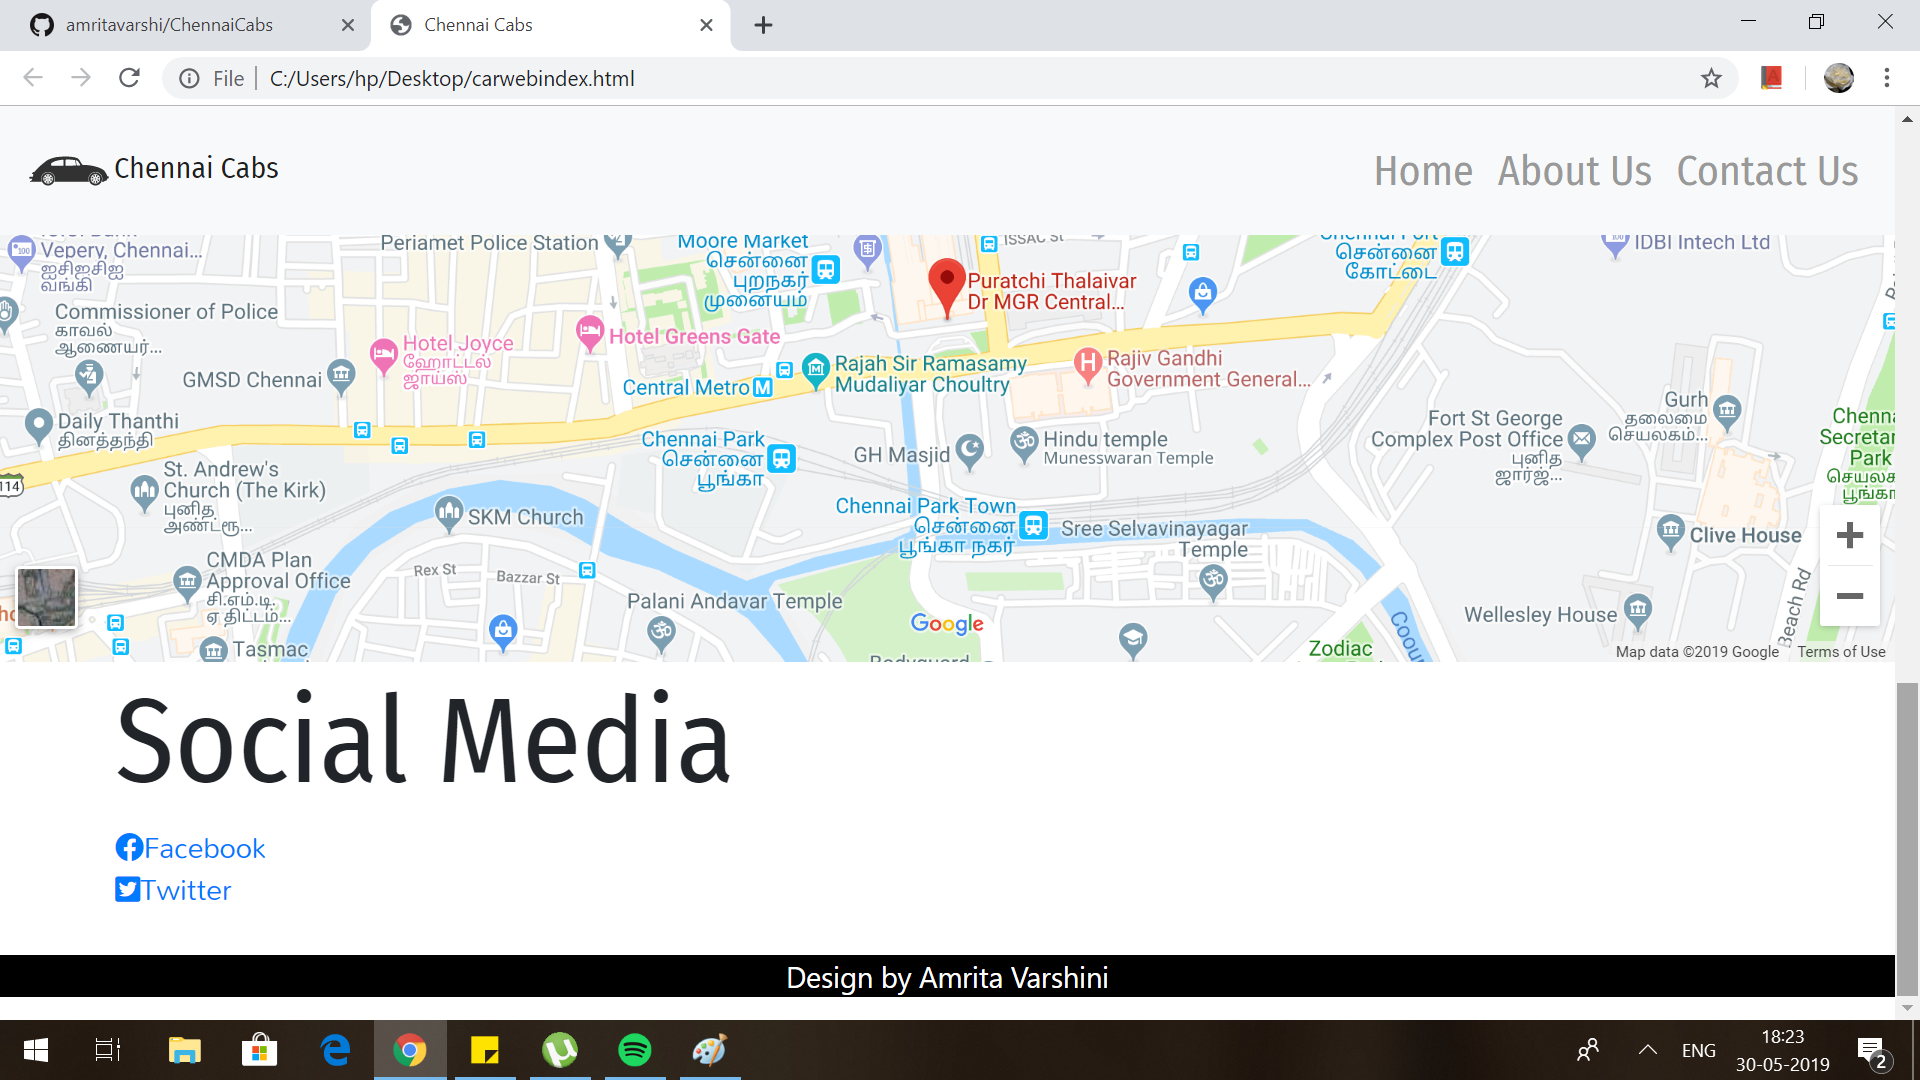 amritavarshi/ChennaiCabs
Chennai Cabs
File
C:/Users/hp/Desktop/carwebindex.html
Chennai Cabs
Home
About Us
Contact Us
Vepery, Chennai...
ஐசிஐசிஐ
வங்கி
Periamet Police Station
Moore Market
சென்னை
புறநகர்
முனையம்
ISSAC St
Puratchi Thalaivar
Dr MGR Central...
Chennai Fort
சென்னை
கோட்டை
IDBI Intech Ltd
Commissioner of Police
காவல்
ஆணையர்...
Hotel Joyce
ஹோட்டல்
ஜாய்ஸ்
Hotel Greens Gate
GMSD Chennai
Central Metro
M
Rajah Sir Ramasamy
Mudaliyar Choultry
H
Rajiv Gandhi
Government General...
Daily Thanthi
தினத்தந்தி
Gurh
தலைமை
செயலகம்...
Fort St George
Complex Post Office
புனித
ஜார்ஜ்...
Chenna
Secretar
Park
செயலக
பூங்கா
Chennai Park
சென்னை
பூங்கா
GH Masjid
Hindu temple
Munesswaran Temple
St. Andrew's
Church (The Kirk)
புனித
அண்ட்ரூ...
114
SKM Church
Chennai Park Town
சென்னை
பூங்கா நகர்
Sree Selvavinayagar
Temple
Clive House
CMDA Plan
Approval Office
சி.எம்.டி.
ஏ திட்டம்...
Rex St
Bazzar St
Palani Andavar Temple
Wellesley House
Beach Rd
Coou
Google
Tasmac
Bodyguard
Zodiac
Map data ©2019 Google
Terms of Use
Social Media
Facebook
Twitter
Design by Amrita Varshini
ENG
18:23
30-05-2019
2